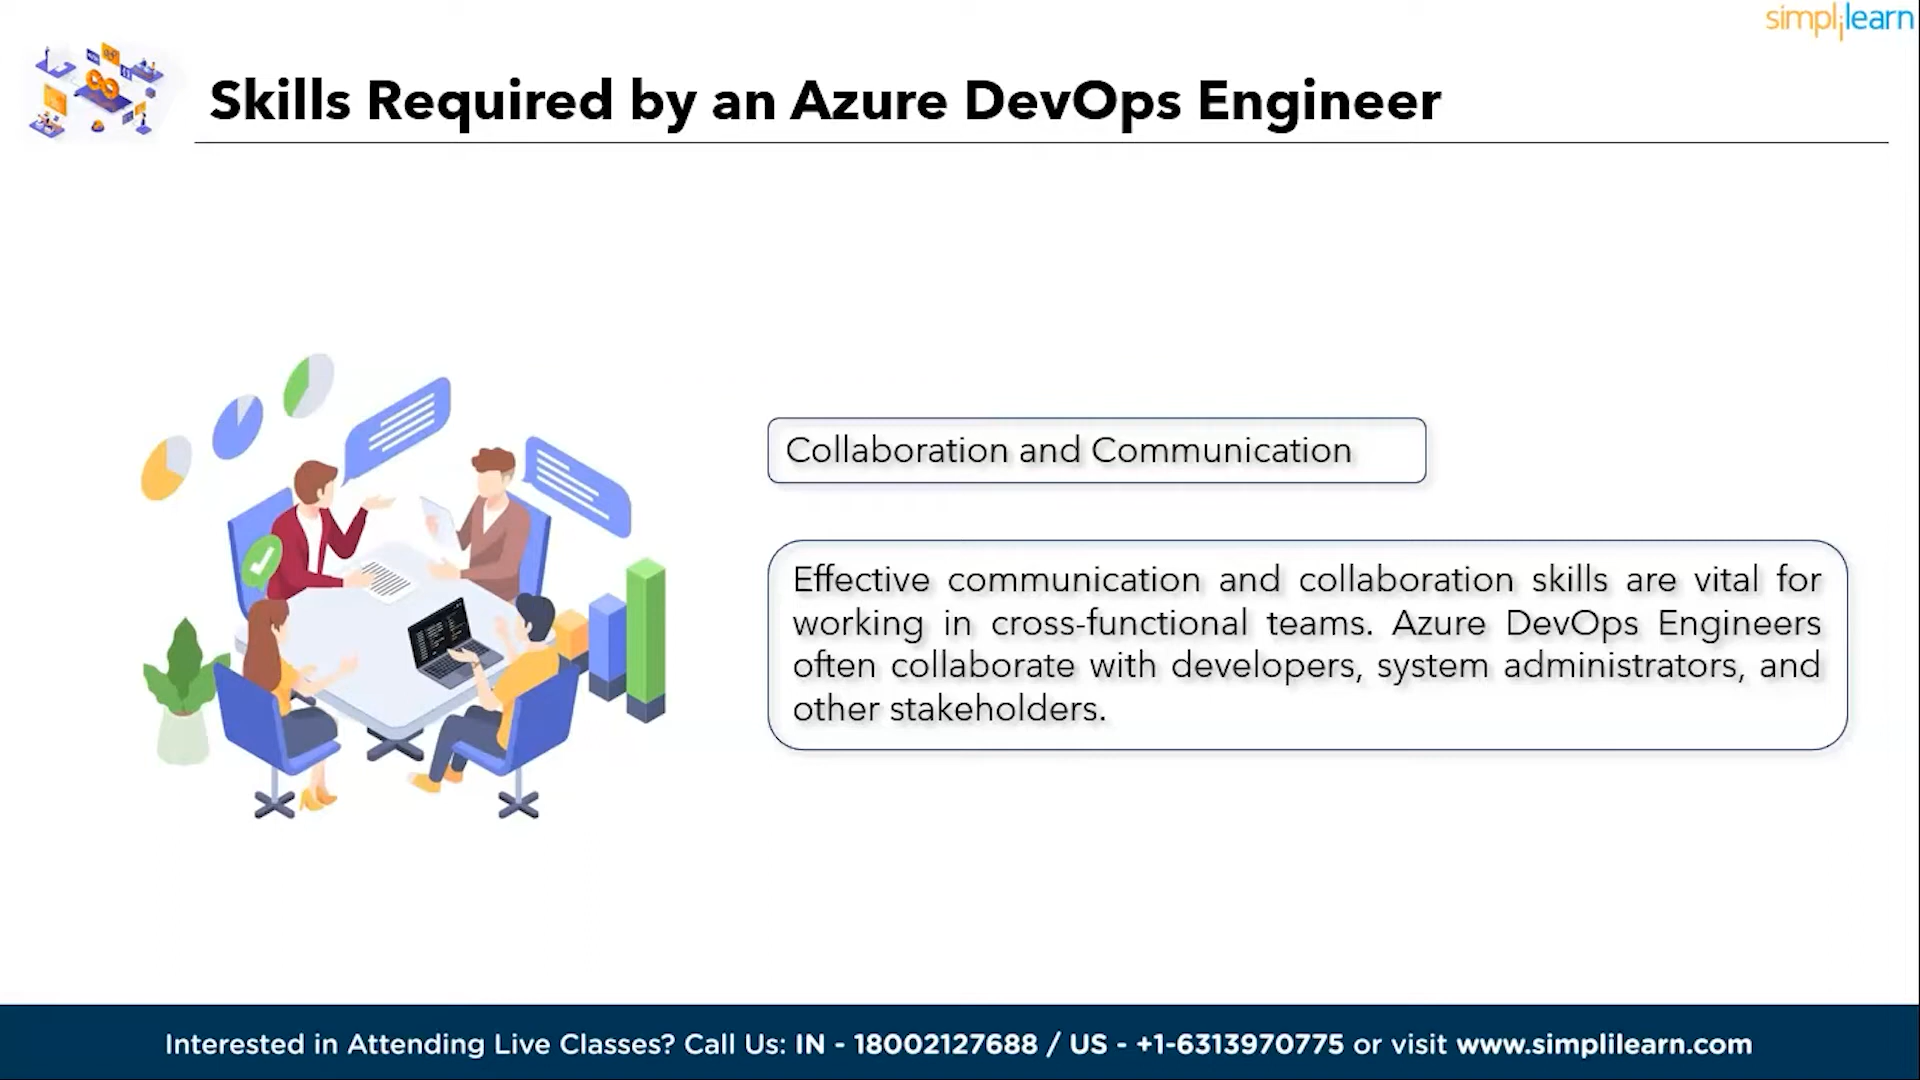 simplilearn
Skills Required by an Azure DevOps Engineer
Collaboration and Communication
Effective communication and collaboration skills are vital for
working in cross-functional teams. Azure DevOps Engineers
often collaborate with developers, system administrators, and
other stakeholders.
Interested in Attending Live Classes? Call Us: IN - 18002127688 / US - +1-6313970775 or visit www.simplilearn.com